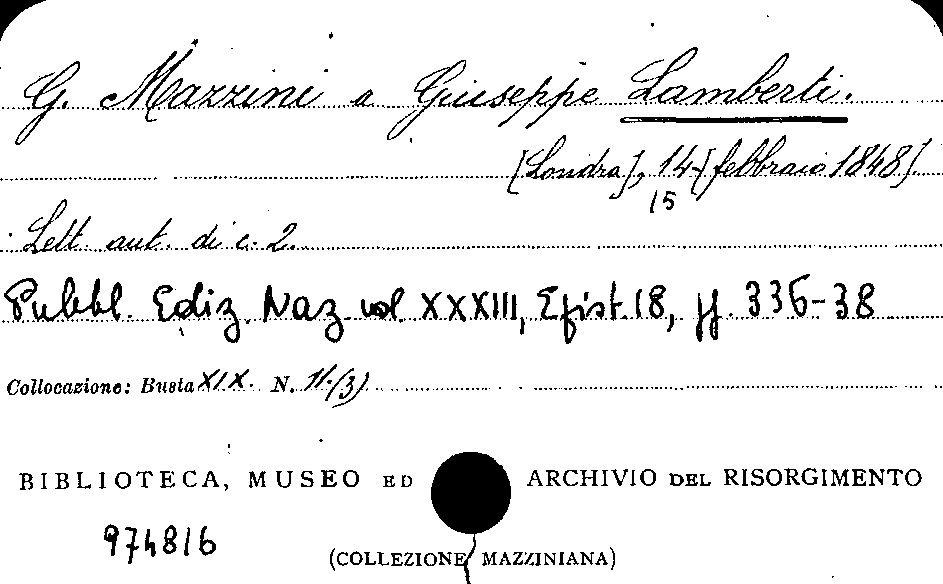 G. Mazzini a Giuseppe Lamberti.
[Londra], 14 [febbraio 1848].
15
Lett. aut. di c. 2.
Pubbl. Ediz. Naz. vol. XXXIII, Epist. 18, pp. 336-38
Collocazione: Busta XIX. N. 11.(3)
BIBLIOTECA, MUSEO ED ARCHIVIO DEL RISORGIMENTO
97481б
(COLLEZIONE MAZZINIANA)